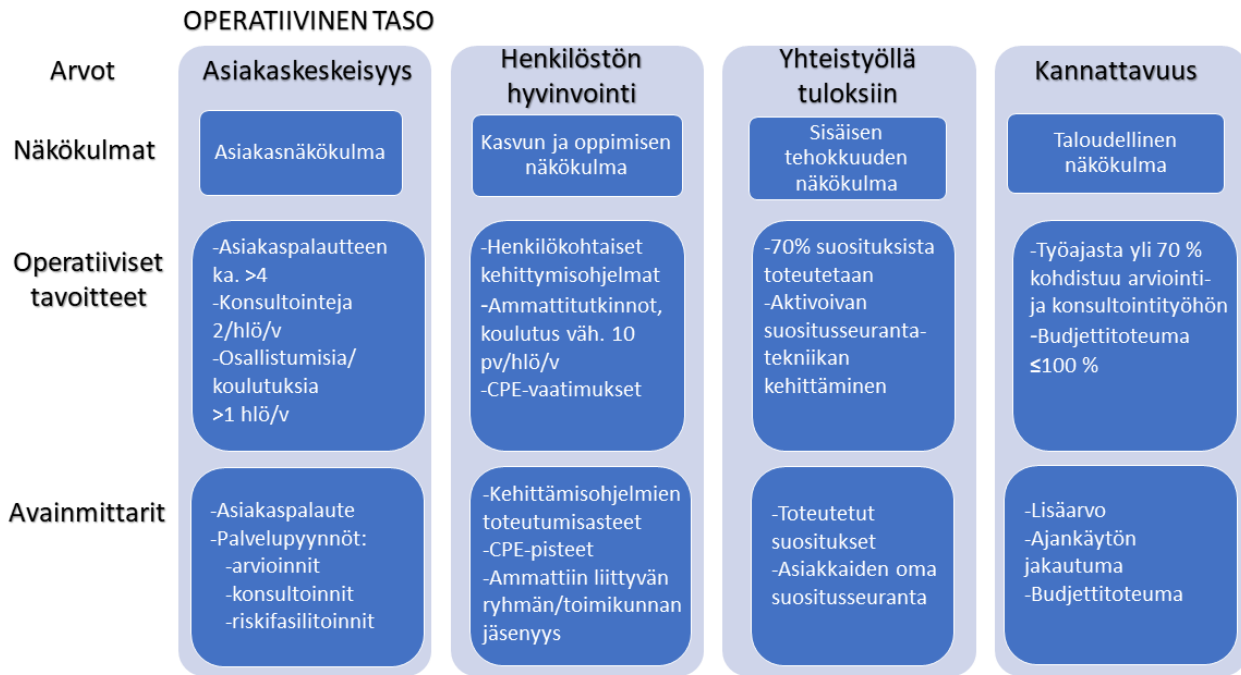 OPERATIIVINEN TASO
Arvot
Asiakaskeskeisyys
Henkilöstön
hyvinvointi
Yhteistyöllä
tuloksiin
Kannattavuus
Näkökulmat
Asiakasnäkökulma
Kasvun ja oppimisen
näkökulma
Sisäisen
tehokkuuden
näkökulma
Taloudellinen
näkökulma
Operatiiviset
tavoitteet
-Asiakaspalautteen
ka. >4
-Konsultointeja
2/hlö/v
-Osallistumisia/
koulutuksia
>1 hlö/v
-Henkilökohtaiset
kehittymisohjelmat
-Ammattitutkinnot,
koulutus väh. 10
pv/hlö/v
-CPE-vaatimukset
-70% suosituksista
toteutetaan
-Aktivoivan
suositusseuranta-
tekniikan
kehittäminen
-Työajasta yli 70 %
kohdistuu arviointi-
ja konsultointityöhön
-Budjettitoteuma
≤100 %
Avainmittarit
-Asiakaspalaute
-Palvelupyynnöt:
-arvioinnit
-konsultoinnit
-riskifasilitoinnit
-Kehittämisohjelmien
toteutumisasteet
-CPE-pisteet
-Ammattiin liittyvän
ryhmän/toimikunnan
jäsenyys
-Toteutetut
suositukset
-Asiakkaiden oma
suositusseuranta
-Lisäarvo
-Ajankäytön
jakautuma
-Budjettitoteuma